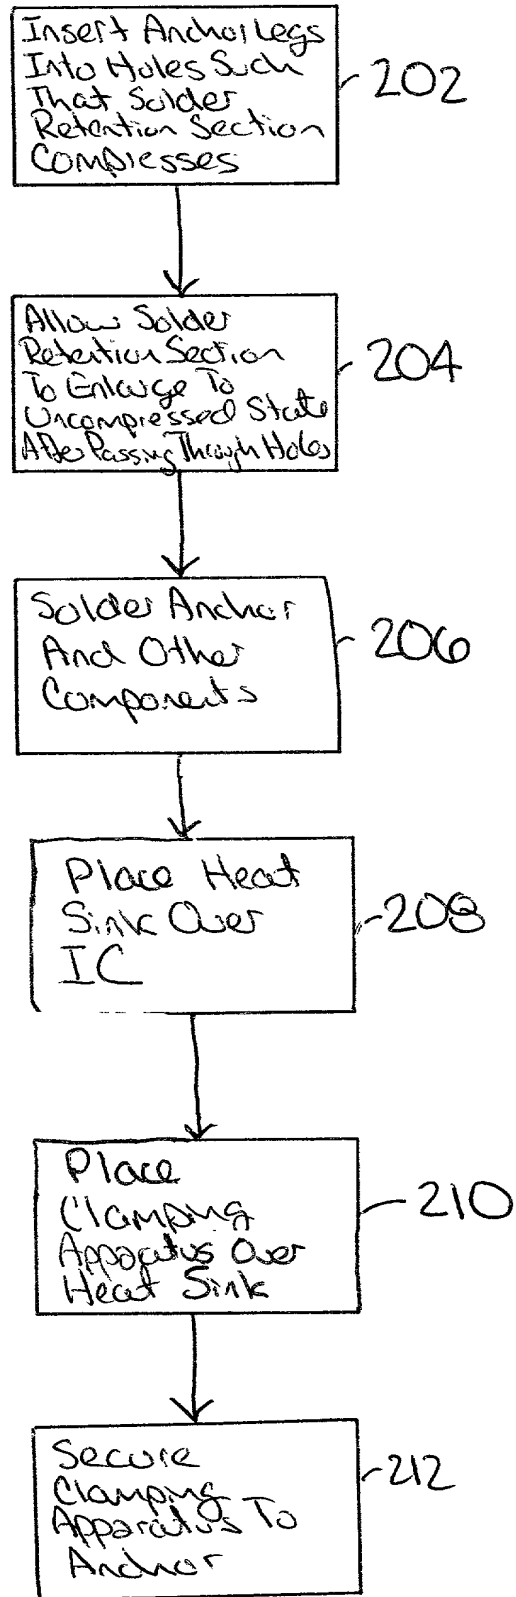 Insert Anchor Legs
Into Holes Such
That Solder
Retention Section
Compresses
202
Allow Solder
Retention Section
To Enlarge To
Uncompressed State
After Passing Through Holes
204
Solder Anchor
And Other
Components
206
Place Heat
Sink Over
IC
208
Place
Clamping
Apparatus Over
Heat Sink
210
Secure
Clamping
Apparatus To
Anchor
212